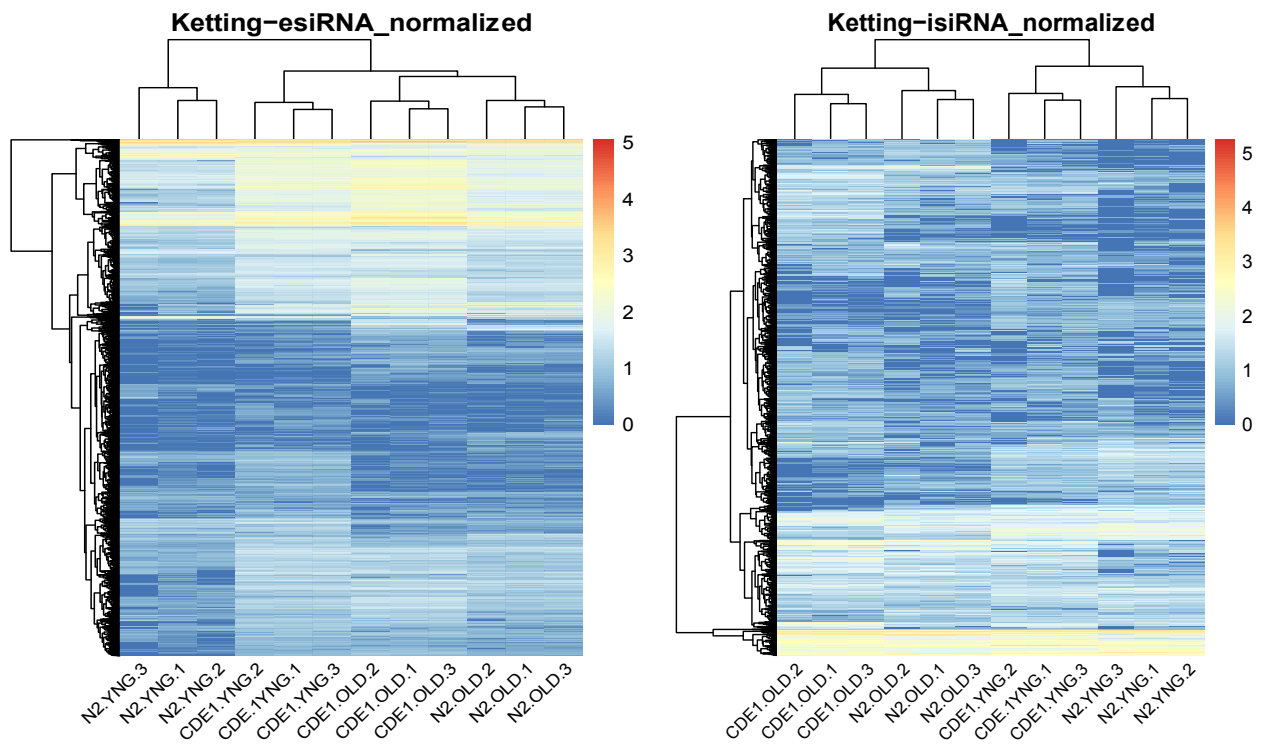 Ketting−esiRNA_normalized
5
4
3
2
1
0
N2.YNG.3
N2.YNG.1
N2.YNG.2
CDE1.YNG.2
CDE.1YNG.1
CDE1.YNG.3
CDE1.OLD.2
CDE1.OLD.1
CDE1.OLD.3
N2.OLD.2
N2.OLD.1
N2.OLD.3
Ketting−isiRNA_normalized
5
4
3
2
1
0
CDE1.OLD.2
CDE1.OLD.1
CDE1.OLD.3
N2.OLD.2
N2.OLD.1
N2.OLD.3
CDE1.YNG.2
CDE.1YNG.1
CDE1.YNG.3
N2.YNG.3
N2.YNG.1
N2.YNG.2